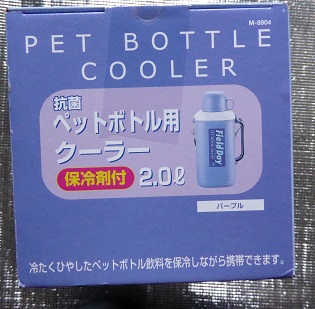 M-8904
PET BOTTLE
COOLER
抗菌
ペットボトル用
クーラー
保冷剤付 2.0ℓ
Field Day
パープル
冷たくひやしたペットボトル飲料を保冷しながら携帯できます。